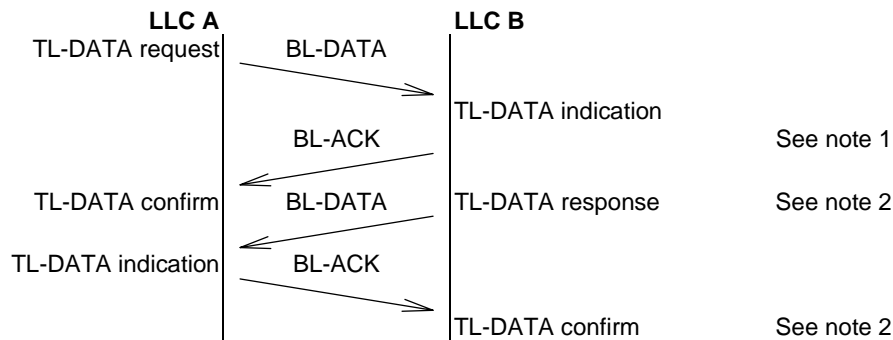 LLC A LLC B
TL-DATA request BL-DATA
TL-DATA indication
BL-ACK See note 1
TL-DATA confirm BL-DATA TL-DATA response See note 2
TL-DATA indication BL-ACK
TL-DATA confirm See note 2